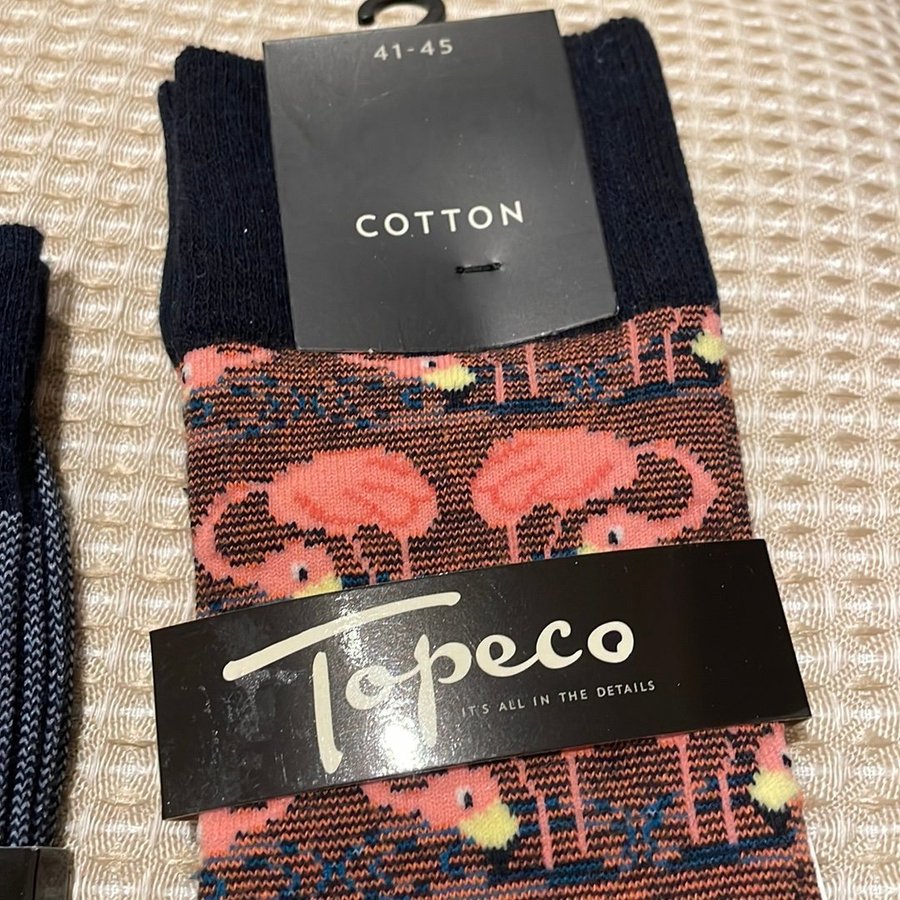 41-45
COTTON
Topeco
IT'S ALL IN THE DETAILS